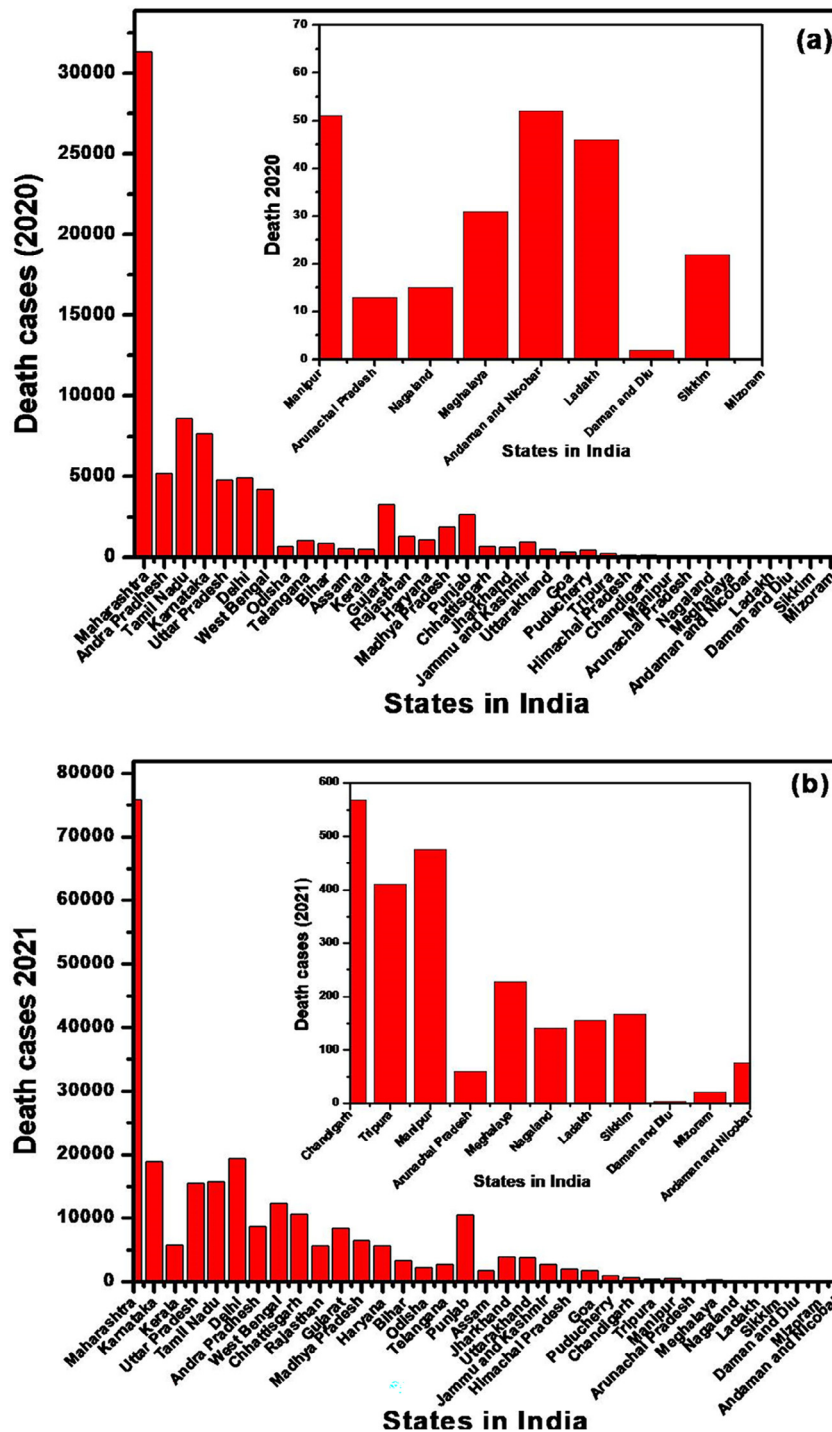 (a)
Death cases (2020)
30000
25000
20000
15000
10000
5000
0
Death 2020
70
60
50
40
30
20
10
0
Manipur
Arunachal Pradesh
Nagaland
Meghalaya
Andaman and Nicobar
Ladakh
Daman and Diu
Sikkim
Mizoram
States in India
Maharashtra
Andra Pradhesh
Tamil Nadu
Karnataka
Uttar Pradesh
Delhi
West Bengal
Odisha
Telangana
Bihar
Assam
Kerala
Gujarat
Rajasthan
Haryana
Madhya Pradesh
Punjab
Chhattisgarh
Jharkhand
Jammu and Kashmir
Uttarakhand
Goa
Puducherry
Tripura
Himachal Pradesh
Chandlgarh
Manipur
Arunachal Pradesh
Nagaland
Meghalaya
Andaman and Nicobar
Ladakh
Daman and Diu
Sikkim
Mizoram
States in India
(b)
Death cases 2021
80000
70000
60000
50000
40000
30000
20000
10000
0
Death cases (2021)
600
500
400
300
200
100
0
Chandlgarh
Tripura
Manipur
Arunachal Pradesh
Meghalaya
Nagaland
Ladakh
Sikkim
Daman and Diu
Mizoram
Andaman and Nicobar
States in India
Maharashtra
Karnataka
Kerala
Uttar Pradesh
Tamil Nadu
Delhi
Andra Pradesh
West Bengal
Chhattisgarh
Rajasthan
Gujarat
Madhya Pradesh
Haryana
Bihar
Odisha
Telangana
Punjab
Assam
Jharkhand
Uttarakhand
Jammu and Kashmir
Himachal Pradesh
Goa
Puducherry
Chandigarh
Tripura
Manipur
Arunachal Pradesh
Meghalaya
Nagaland
Ladakh
Sikkim
Daman and Diu
Mizoram
Andaman and Nicobar
States in India